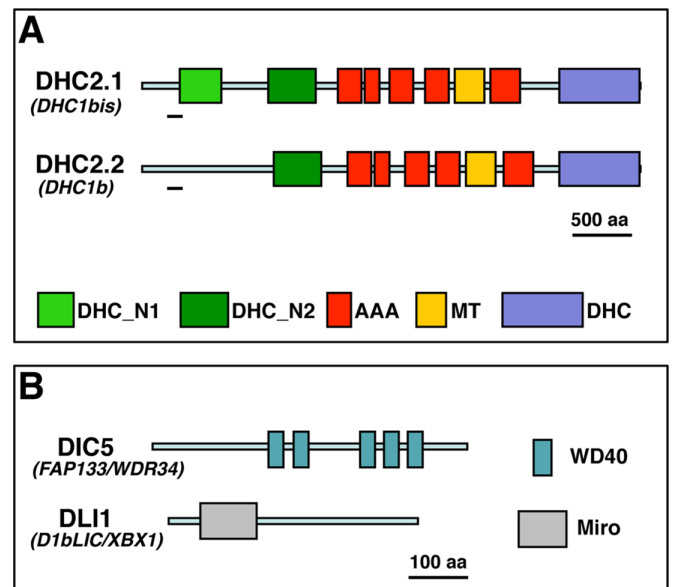 A
DHC2.1
(DHC1bis)
DHC2.2
(DHC1b)
500 aa
DHC_N1 DHC_N2 AAA MT DHC
B
DIC5
(FAP133/WDR34)
WD40
DLI1
(D1bLIC/XBX1)
Miro
100 aa